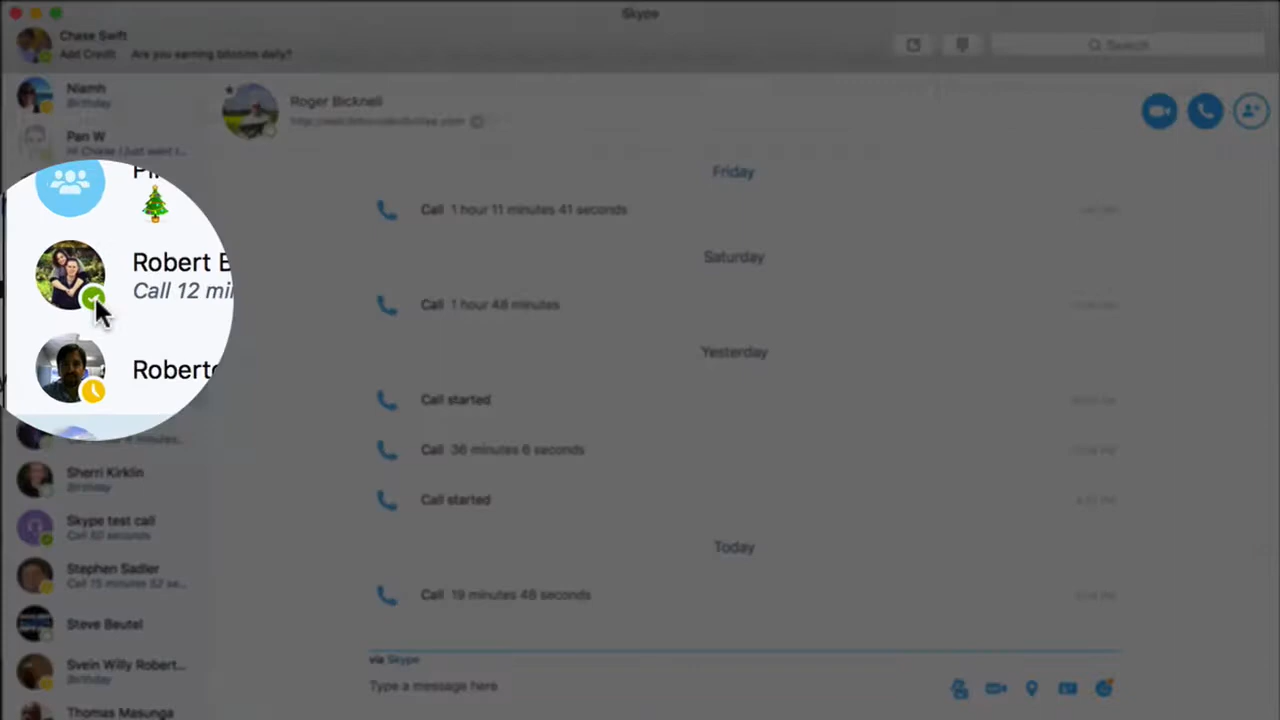 Skype
Chase Swift
Add Credit Are you earning bitcoins daily?
Search
Niamh
Birthday
Pan W
Hi Chase I just want t...
Robert
Call 12
Sherri Kirklin
Birthday
Skype test call
Call 50 seconds
Stephen Sadler
Call 15 minutes 52 se...
Steve Beutel
Svein Willy Robert...
Birthday
Thomas Masunga
Roger Bicknell
Friday
Call 1 hour 11 minutes 41 seconds
Saturday
Call 1 hour 48 minutes
Yesterday
Call started
Call 36 minutes 6 seconds
Call started
Today
Call 19 minutes 48 seconds
via Skype
Type a message here